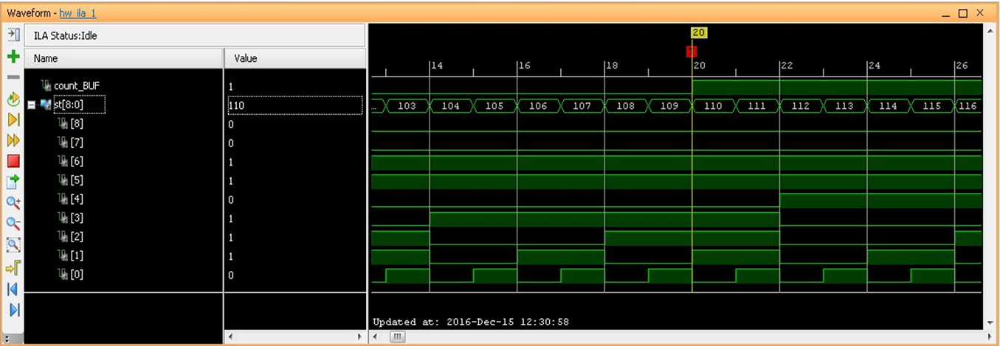 Waveform - hw_ila_1
ILA Status:Idle
Name Value
20
14 16 18 20 22 24 26
count_BUF 1
st[8:0] 110 ... 103 104 105 106 107 108 109 110 111 112 113 114 115 116
[8] 0
[7] 0
[6] 1
[5] 1
[4] 0
[3] 1
[2] 1
[1] 1
[0] 0
Updated at: 2016-Dec-15 12:30:58